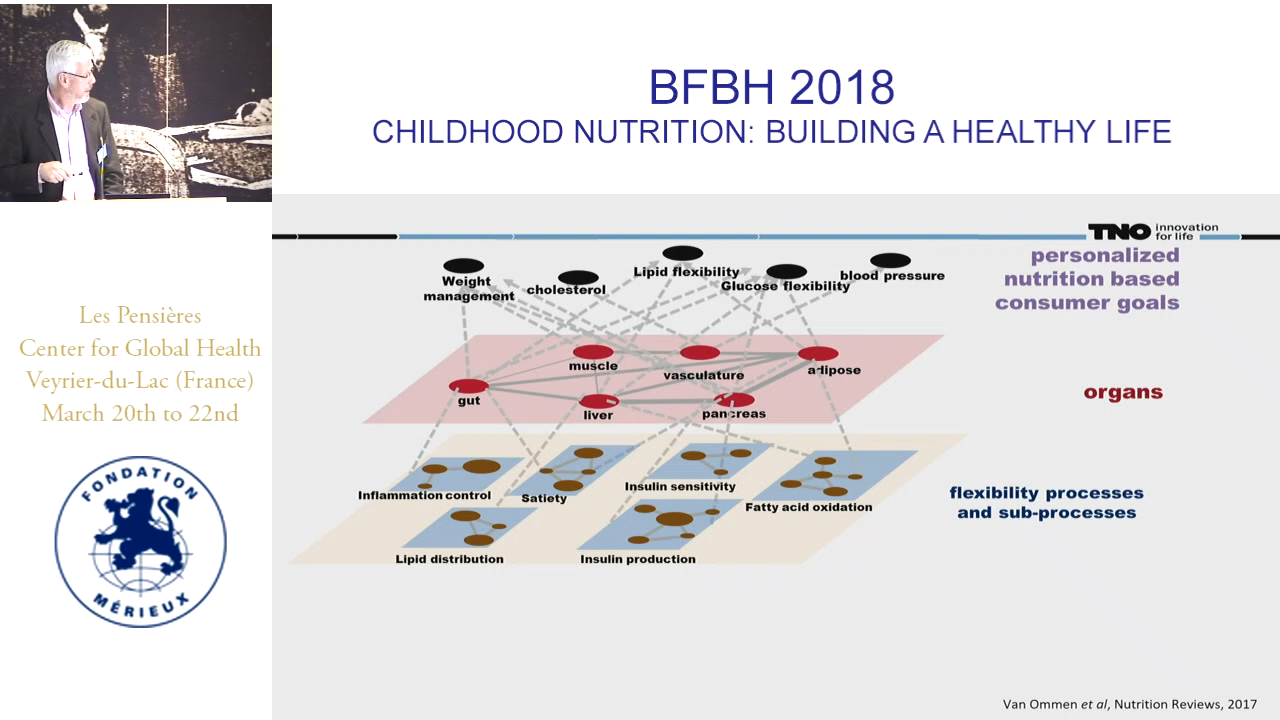 BFBH 2018
CHILDHOOD NUTRITION: BUILDING A HEALTHY LIFE
Les Pensières
Center for Global Health
Veyrier-du-Lac (France)
March 20th to 22nd
FONDATION
MÉRIEUX
TNO innovation
for life
personalized
nutrition based
consumer goals
Weight
management
cholesterol
Lipid flexibility
Glucose flexibility
blood pressure
organs
muscle
vasculature
adipose
gut
liver
pancreas
flexibility processes
and sub-processes
Inflammation control
Satiety
Insulin sensitivity
Fatty acid oxidation
Lipid distribution
Insulin production
Van Ommen et al, Nutrition Reviews, 2017